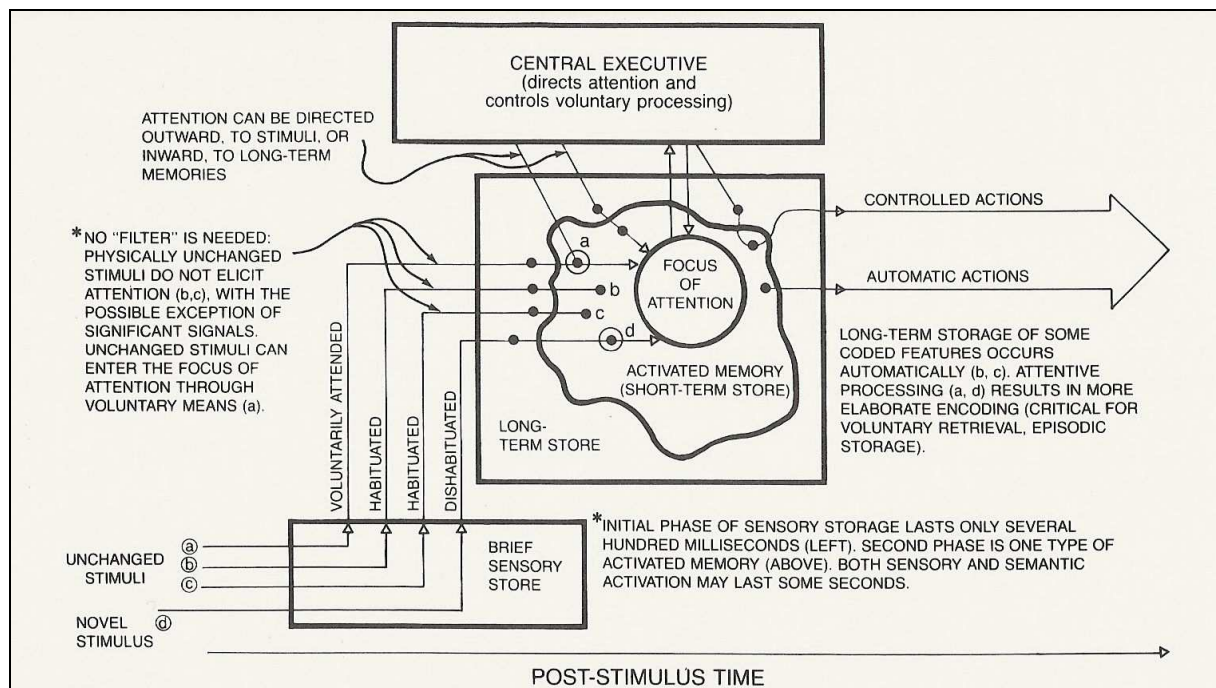 CENTRAL EXECUTIVE
(directs attention and
controls voluntary processing)
ATTENTION CAN BE DIRECTED
OUTWARD, TO STIMULI, OR
INWARD, TO LONG-TERM
MEMORIES
*NO "FILTER" IS NEEDED:
PHYSICALLY UNCHANGED
STIMULI DO NOT ELICIT
ATTENTION (b,c), WITH THE
POSSIBLE EXCEPTION OF
SIGNIFICANT SIGNALS.
UNCHANGED STIMULI CAN
ENTER THE FOCUS OF
ATTENTION THROUGH
VOLUNTARY MEANS (a).
a
b
c
d
FOCUS
OF
ATTENTION
ACTIVATED MEMORY
(SHORT-TERM STORE)
LONG-
TERM STORE
CONTROLLED ACTIONS
AUTOMATIC ACTIONS
LONG-TERM STORAGE OF SOME
CODED FEATURES OCCURS
AUTOMATICALLY (b, c). ATTENTIVE
PROCESSING (a, d) RESULTS IN MORE
ELABORATE ENCODING (CRITICAL FOR
VOLUNTARY RETRIEVAL, EPISODIC
STORAGE).
VOLUNTARILY ATTENDED
HABITUATED
HABITUATED
DISHABITUATED
UNCHANGED
STIMULI
a
b
c
NOVEL
STIMULUS
d
BRIEF
SENSORY
STORE
*INITIAL PHASE OF SENSORY STORAGE LASTS ONLY SEVERAL
HUNDRED MILLISECONDS (LEFT). SECOND PHASE IS ONE TYPE OF
ACTIVATED MEMORY (ABOVE). BOTH SENSORY AND SEMANTIC
ACTIVATION MAY LAST SOME SECONDS.
POST-STIMULUS TIME